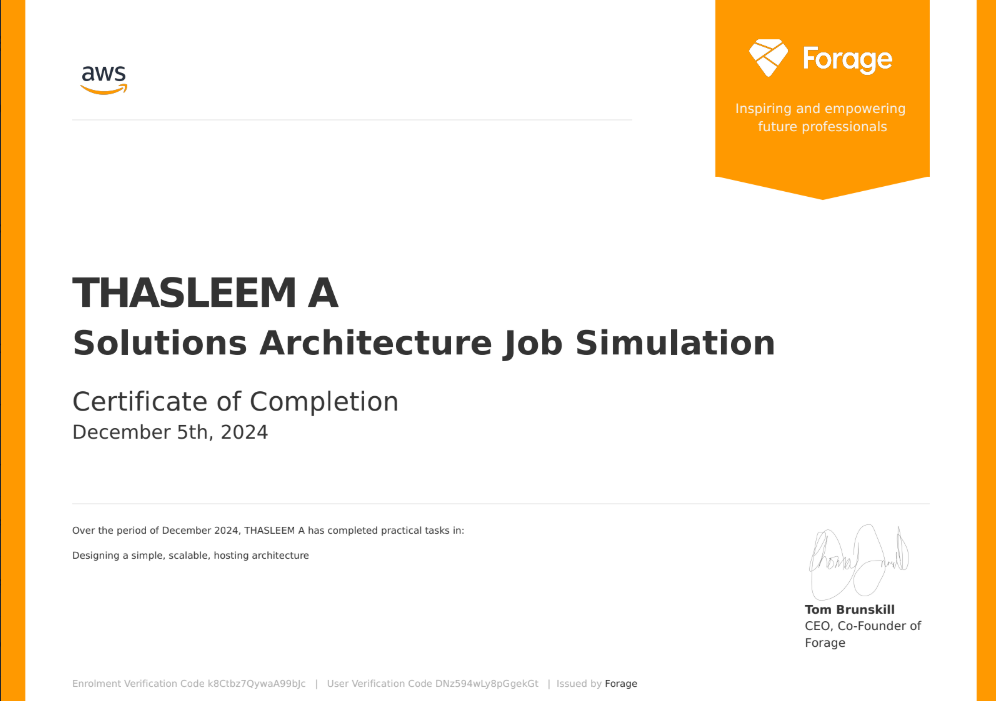 aws
Forage
Inspiring and empowering
future professionals
THASLEEM A
Solutions Architecture Job Simulation
Certificate of Completion
December 5th, 2024
Over the period of December 2024, THASLEEM A has completed practical tasks in:
Designing a simple, scalable, hosting architecture
Tom Brunskill
CEO, Co-Founder of
Forage
Enrolment Verification Code k8Ctbz7QywaA99bJc | User Verification Code DNz594wLy8pGgekGt | Issued by Forage